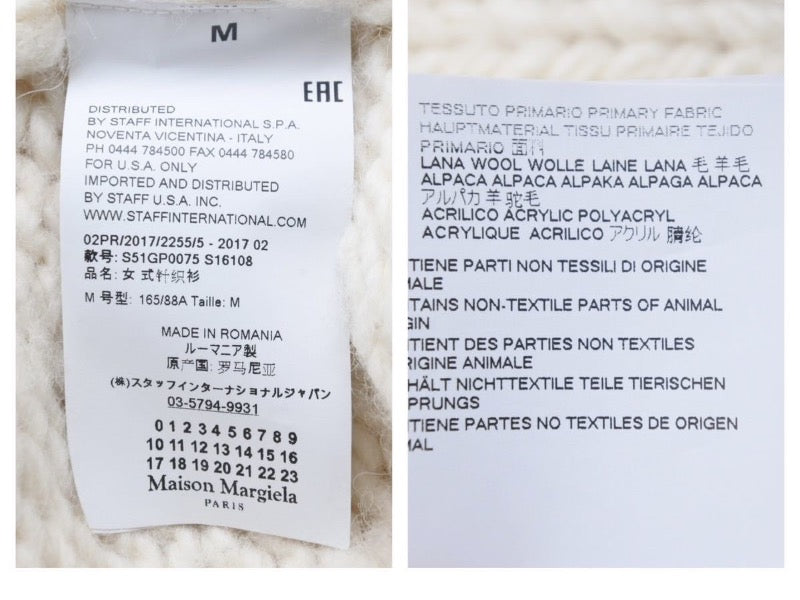 M
EAC
DISTRIBUTED
BY STAFF INTERNATIONAL S.P.A.
NOVENTA VICENTINA - ITALY
PH 0444 784500 FAX 0444 784580
FOR U.S.A. ONLY
IMPORTED AND DISTRIBUTED
BY STAFF U.S.A. INC.
WWW.STAFFINTERNATIONAL.COM
02PR/2017/2255/5 - 2017 02
款号: S51GP0075 S16108
品名: 女式针织衫
M 号型: 165/88A Taille: M
MADE IN ROMANIA
ルーマニア製
原产国: 罗马尼亚
(株)スタッフインターナショナルジャパン
03-5794-9931
0 1 2 3 4 5 6 7 8 9
10 11 12 13 14 15 16
17 18 19 20 21 22 23
Maison Margiela
PARIS
TESSUTO PRIMARIO PRIMARY FABRIC
HAUPTMATERIAL TISSU PRIMAIRE TEJIDO
PRIMARIO 面料
LANA WOOL WOLLE LAINE LANA 毛 羊毛
ALPACA ALPACA ALPAKA ALPAGA ALPACA
アルパカ 羊驼毛
ACRILICO ACRYLIC POLYACRYL
ACRYLIQUE ACRILICO アクリル 腈纶
TIENE PARTI NON TESSILI DI ORIGINE
MALE
TAINS NON-TEXTILE PARTS OF ANIMAL
GIN
TIENT DES PARTIES NON TEXTILES
RIGINE ANIMALE
HÄLT NICHTTEXTILE TEILE TIERISCHEN
PRUNGS
TIENE PARTES NO TEXTILES DE ORIGEN
MAL